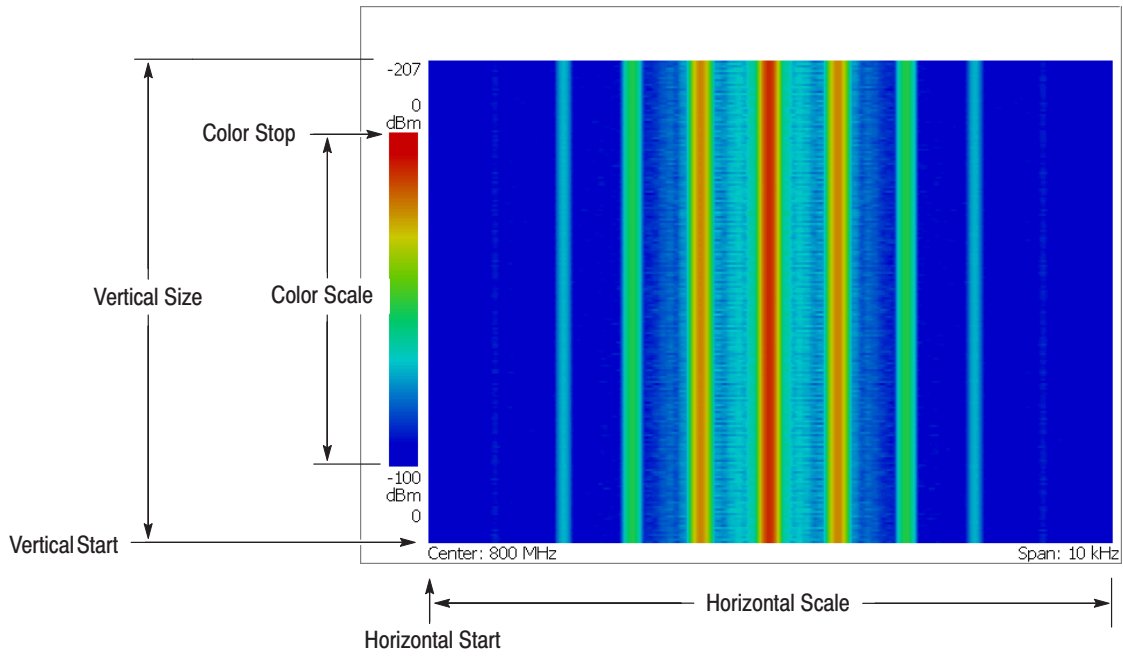 -207
0
dBm
Color Stop
Vertical Size
Color Scale
-100
dBm
0
Vertical Start
Center: 800 MHz
Span: 10 kHz
Horizontal Scale
Horizontal Start